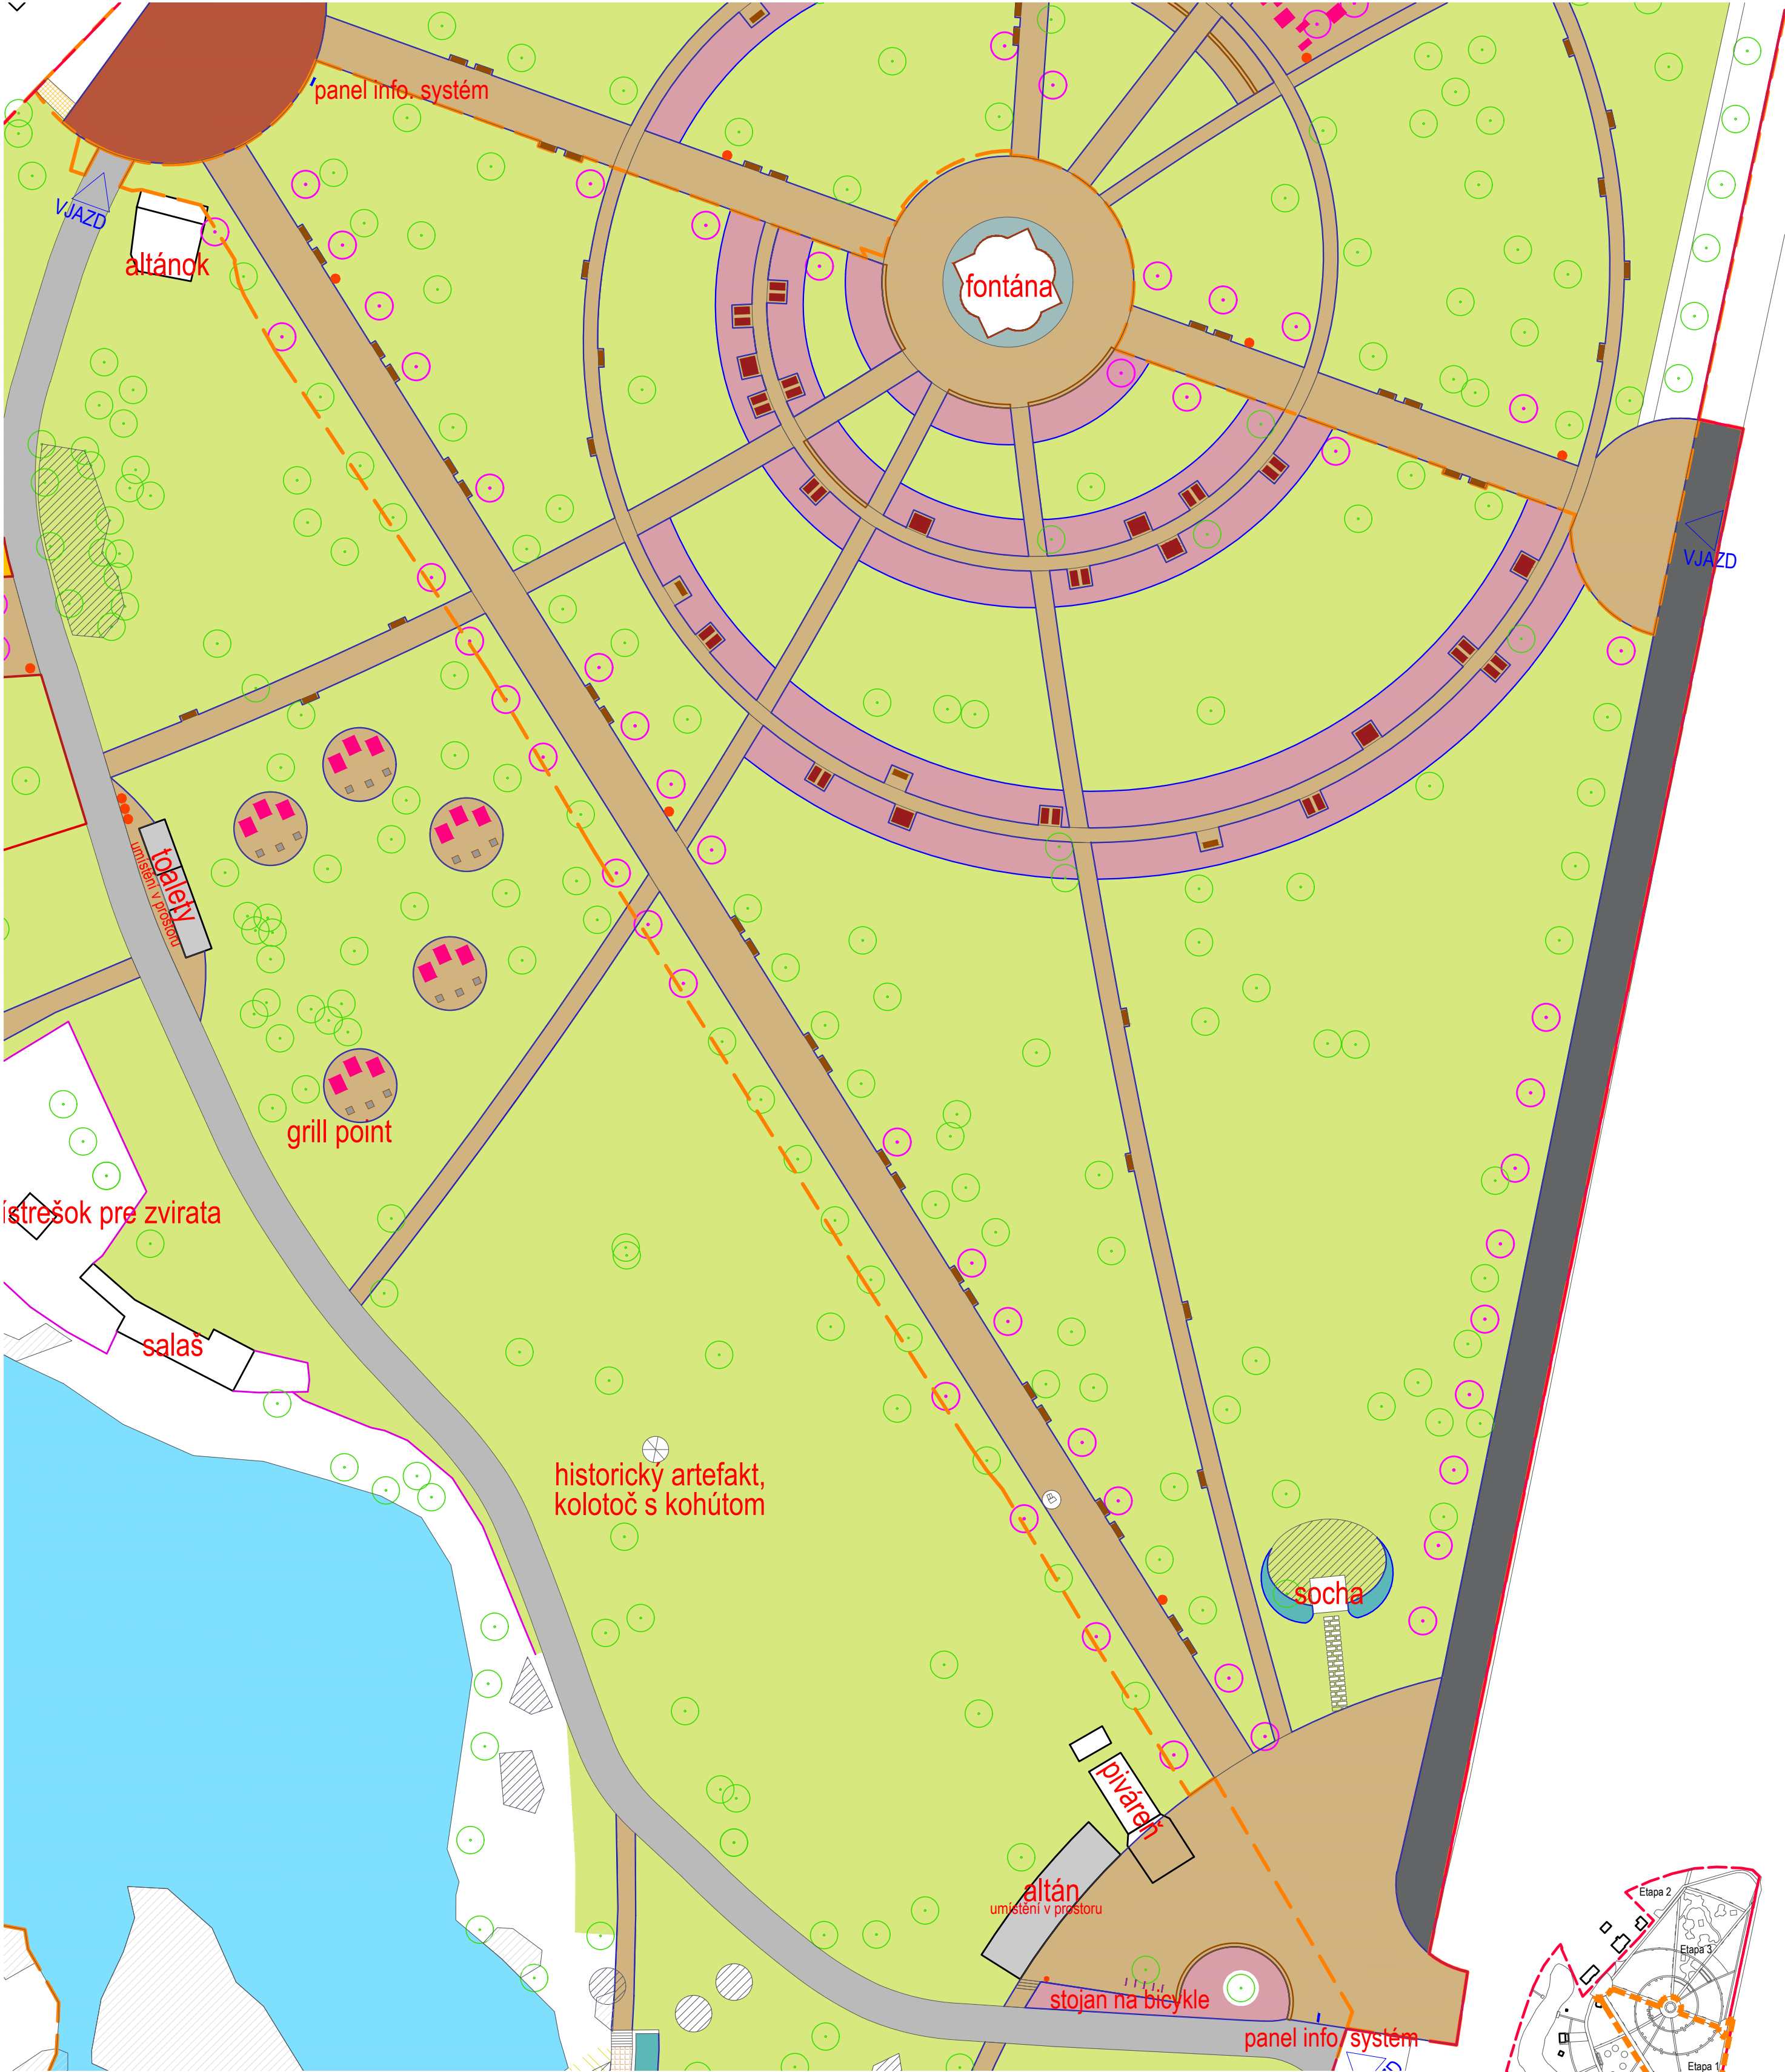 panel info. systém
VJAZD
altánok
fontána
VJAZD
toalety
umístění v prostoru
grill point
ístrešok pre zvirata
salaš
historický artefakt,
kolotoč s kohútom
socha
piváreň
altán
umístění v prostoru
stojan na bicykle
panel info. systém
Etapa 2
Etapa 3
Etapa 1